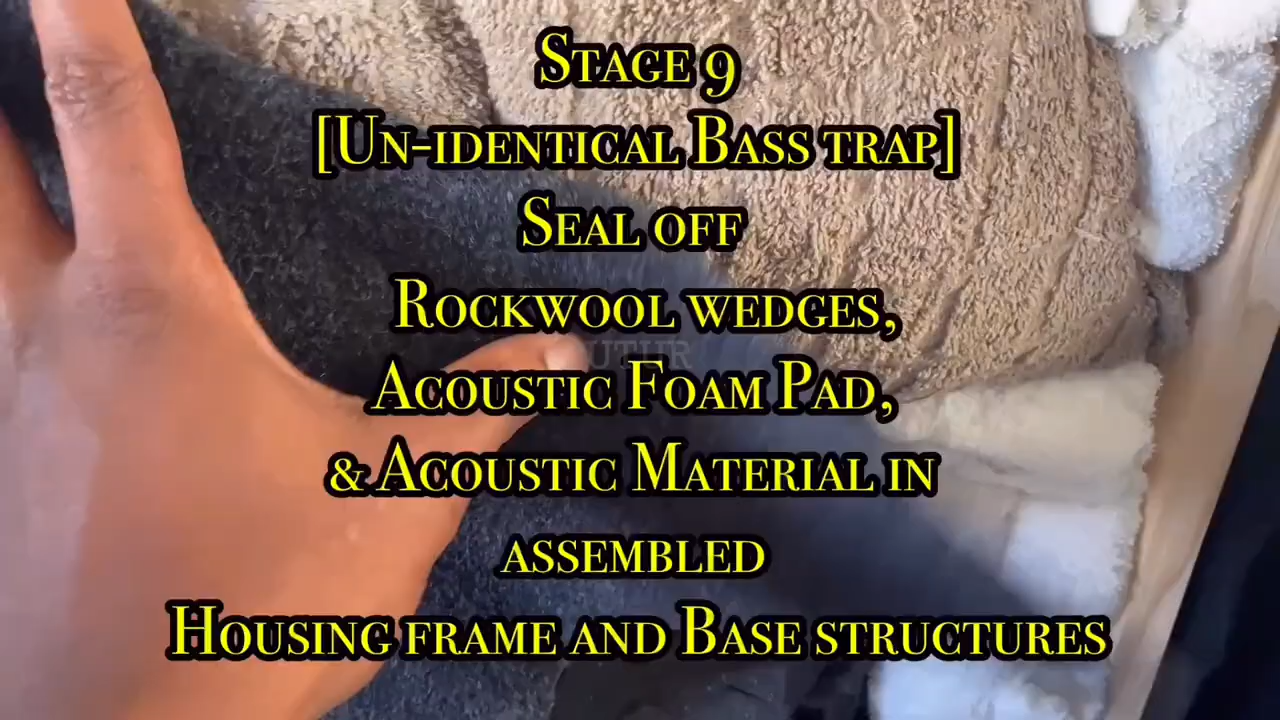 Stage 9
[Un-identical Bass trap]
Seal off
Rockwool wedges,
Acoustic Foam Pad,
& Acoustic Material in
assembled
Housing frame and Base structures